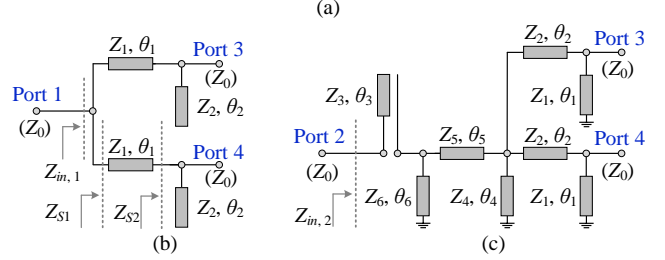 (a)
Port 1
(Z0)
Zin, 1
ZS1
ZS2
Z1, θ1
Port 3
(Z0)
Z2, θ2
Z1, θ1
Port 4
(Z0)
Z2, θ2
(b)
Port 2
(Z0)
Zin, 2
Z3, θ3
Z6, θ6
Z5, θ5
Z4, θ4
Z2, θ2
Port 3
(Z0)
Z1, θ1
Z2, θ2
Port 4
(Z0)
Z1, θ1
(c)